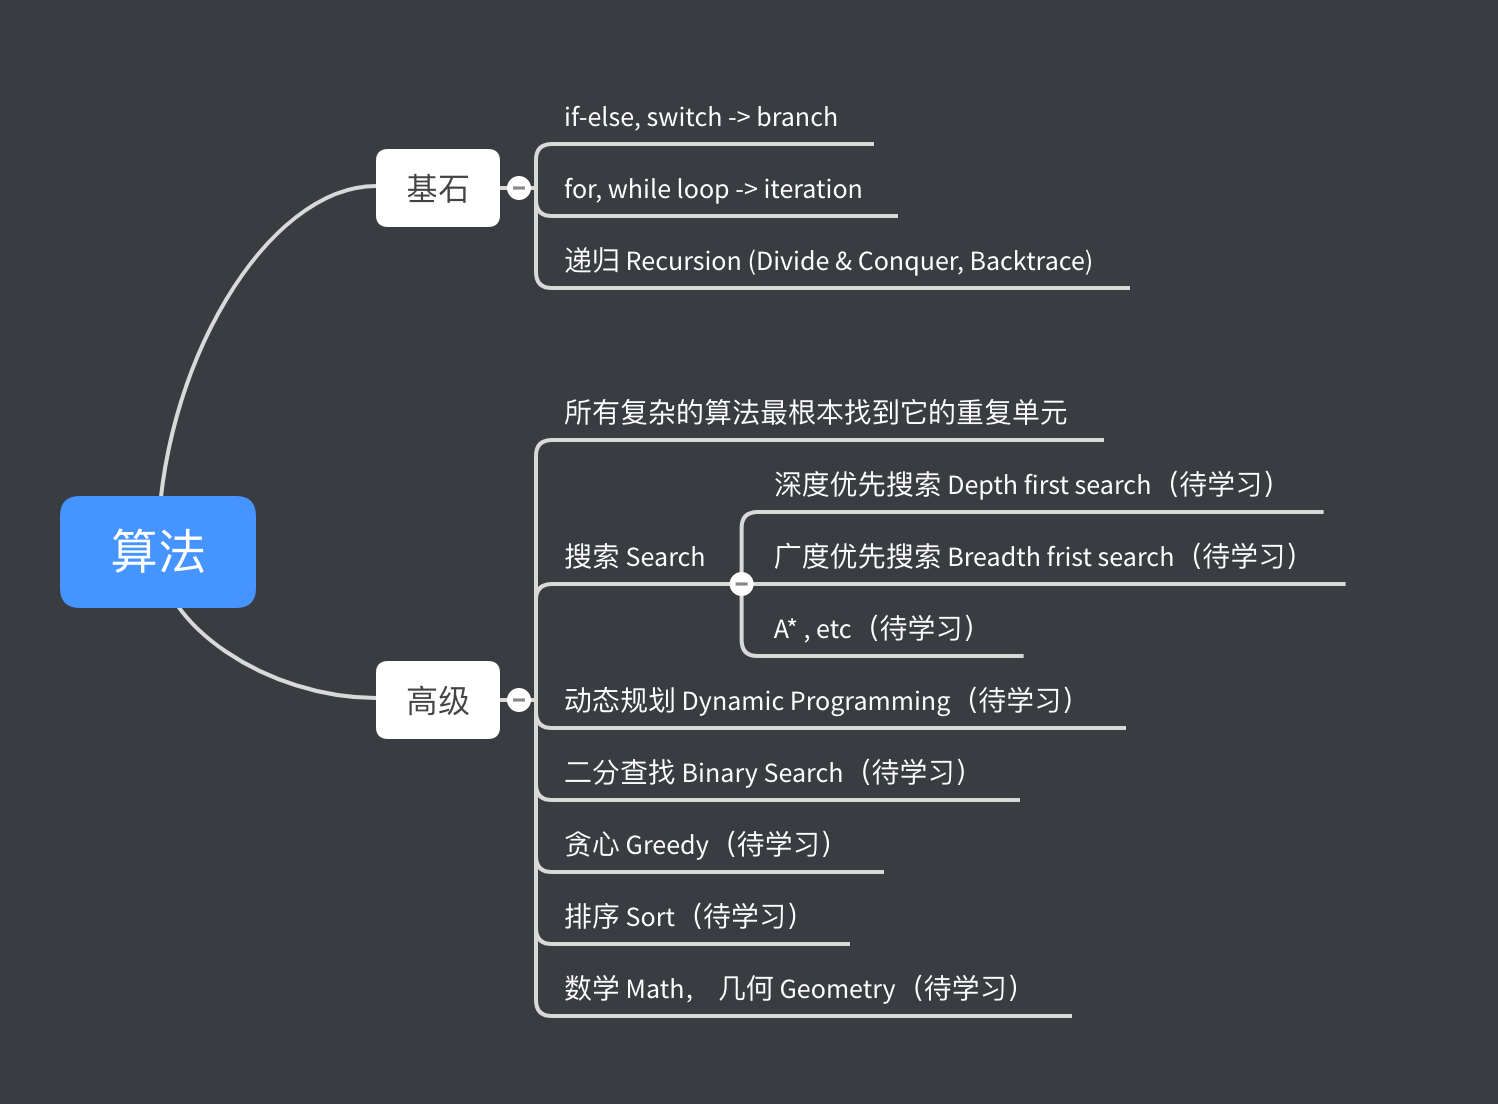 算法
基石
if-else, switch -> branch
for, while loop -> iteration
递归 Recursion (Divide & Conquer, Backtrace)
高级
所有复杂的算法最根本找到它的重复单元
搜索 Search
深度优先搜索 Depth first search（待学习）
广度优先搜索 Breadth frist search（待学习）
A* , etc（待学习）
动态规划 Dynamic Programming（待学习）
二分查找 Binary Search（待学习）
贪心 Greedy（待学习）
排序 Sort（待学习）
数学 Math， 几何 Geometry（待学习）